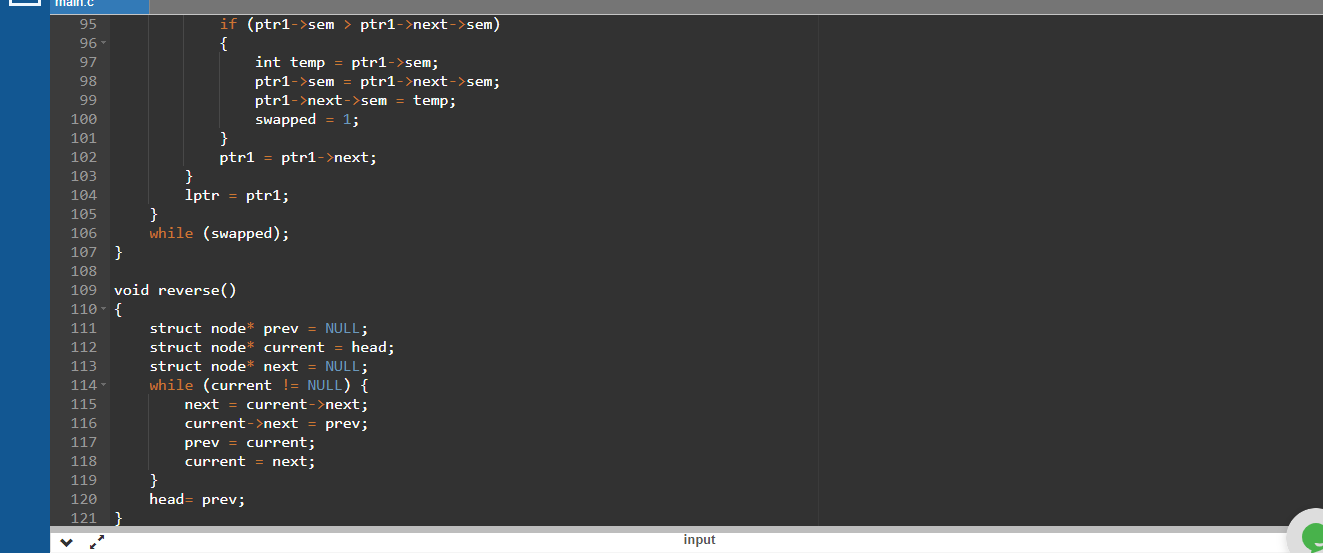 main.c
95 if (ptr1->sem > ptr1->next->sem)
96 {
97 int temp = ptr1->sem;
98 ptr1->sem = ptr1->next->sem;
99 ptr1->next->sem = temp;
100 swapped = 1;
101 }
102 ptr1 = ptr1->next;
103 }
104 lptr = ptr1;
105 }
106 while (swapped);
107 }
108
109 void reverse()
110 {
111 struct node* prev = NULL;
112 struct node* current = head;
113 struct node* next = NULL;
114 while (current != NULL) {
115 next = current->next;
116 current->next = prev;
117 prev = current;
118 current = next;
119 }
120 head= prev;
121 }
input